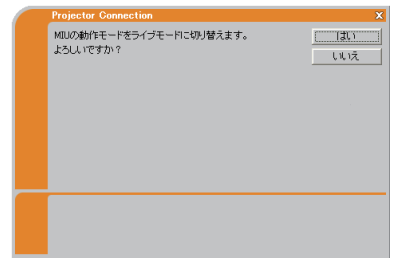 Projector Connection
X
MIUの動作モードをライブモードに切り替えます。
よろしいですか？
はい
いいえ